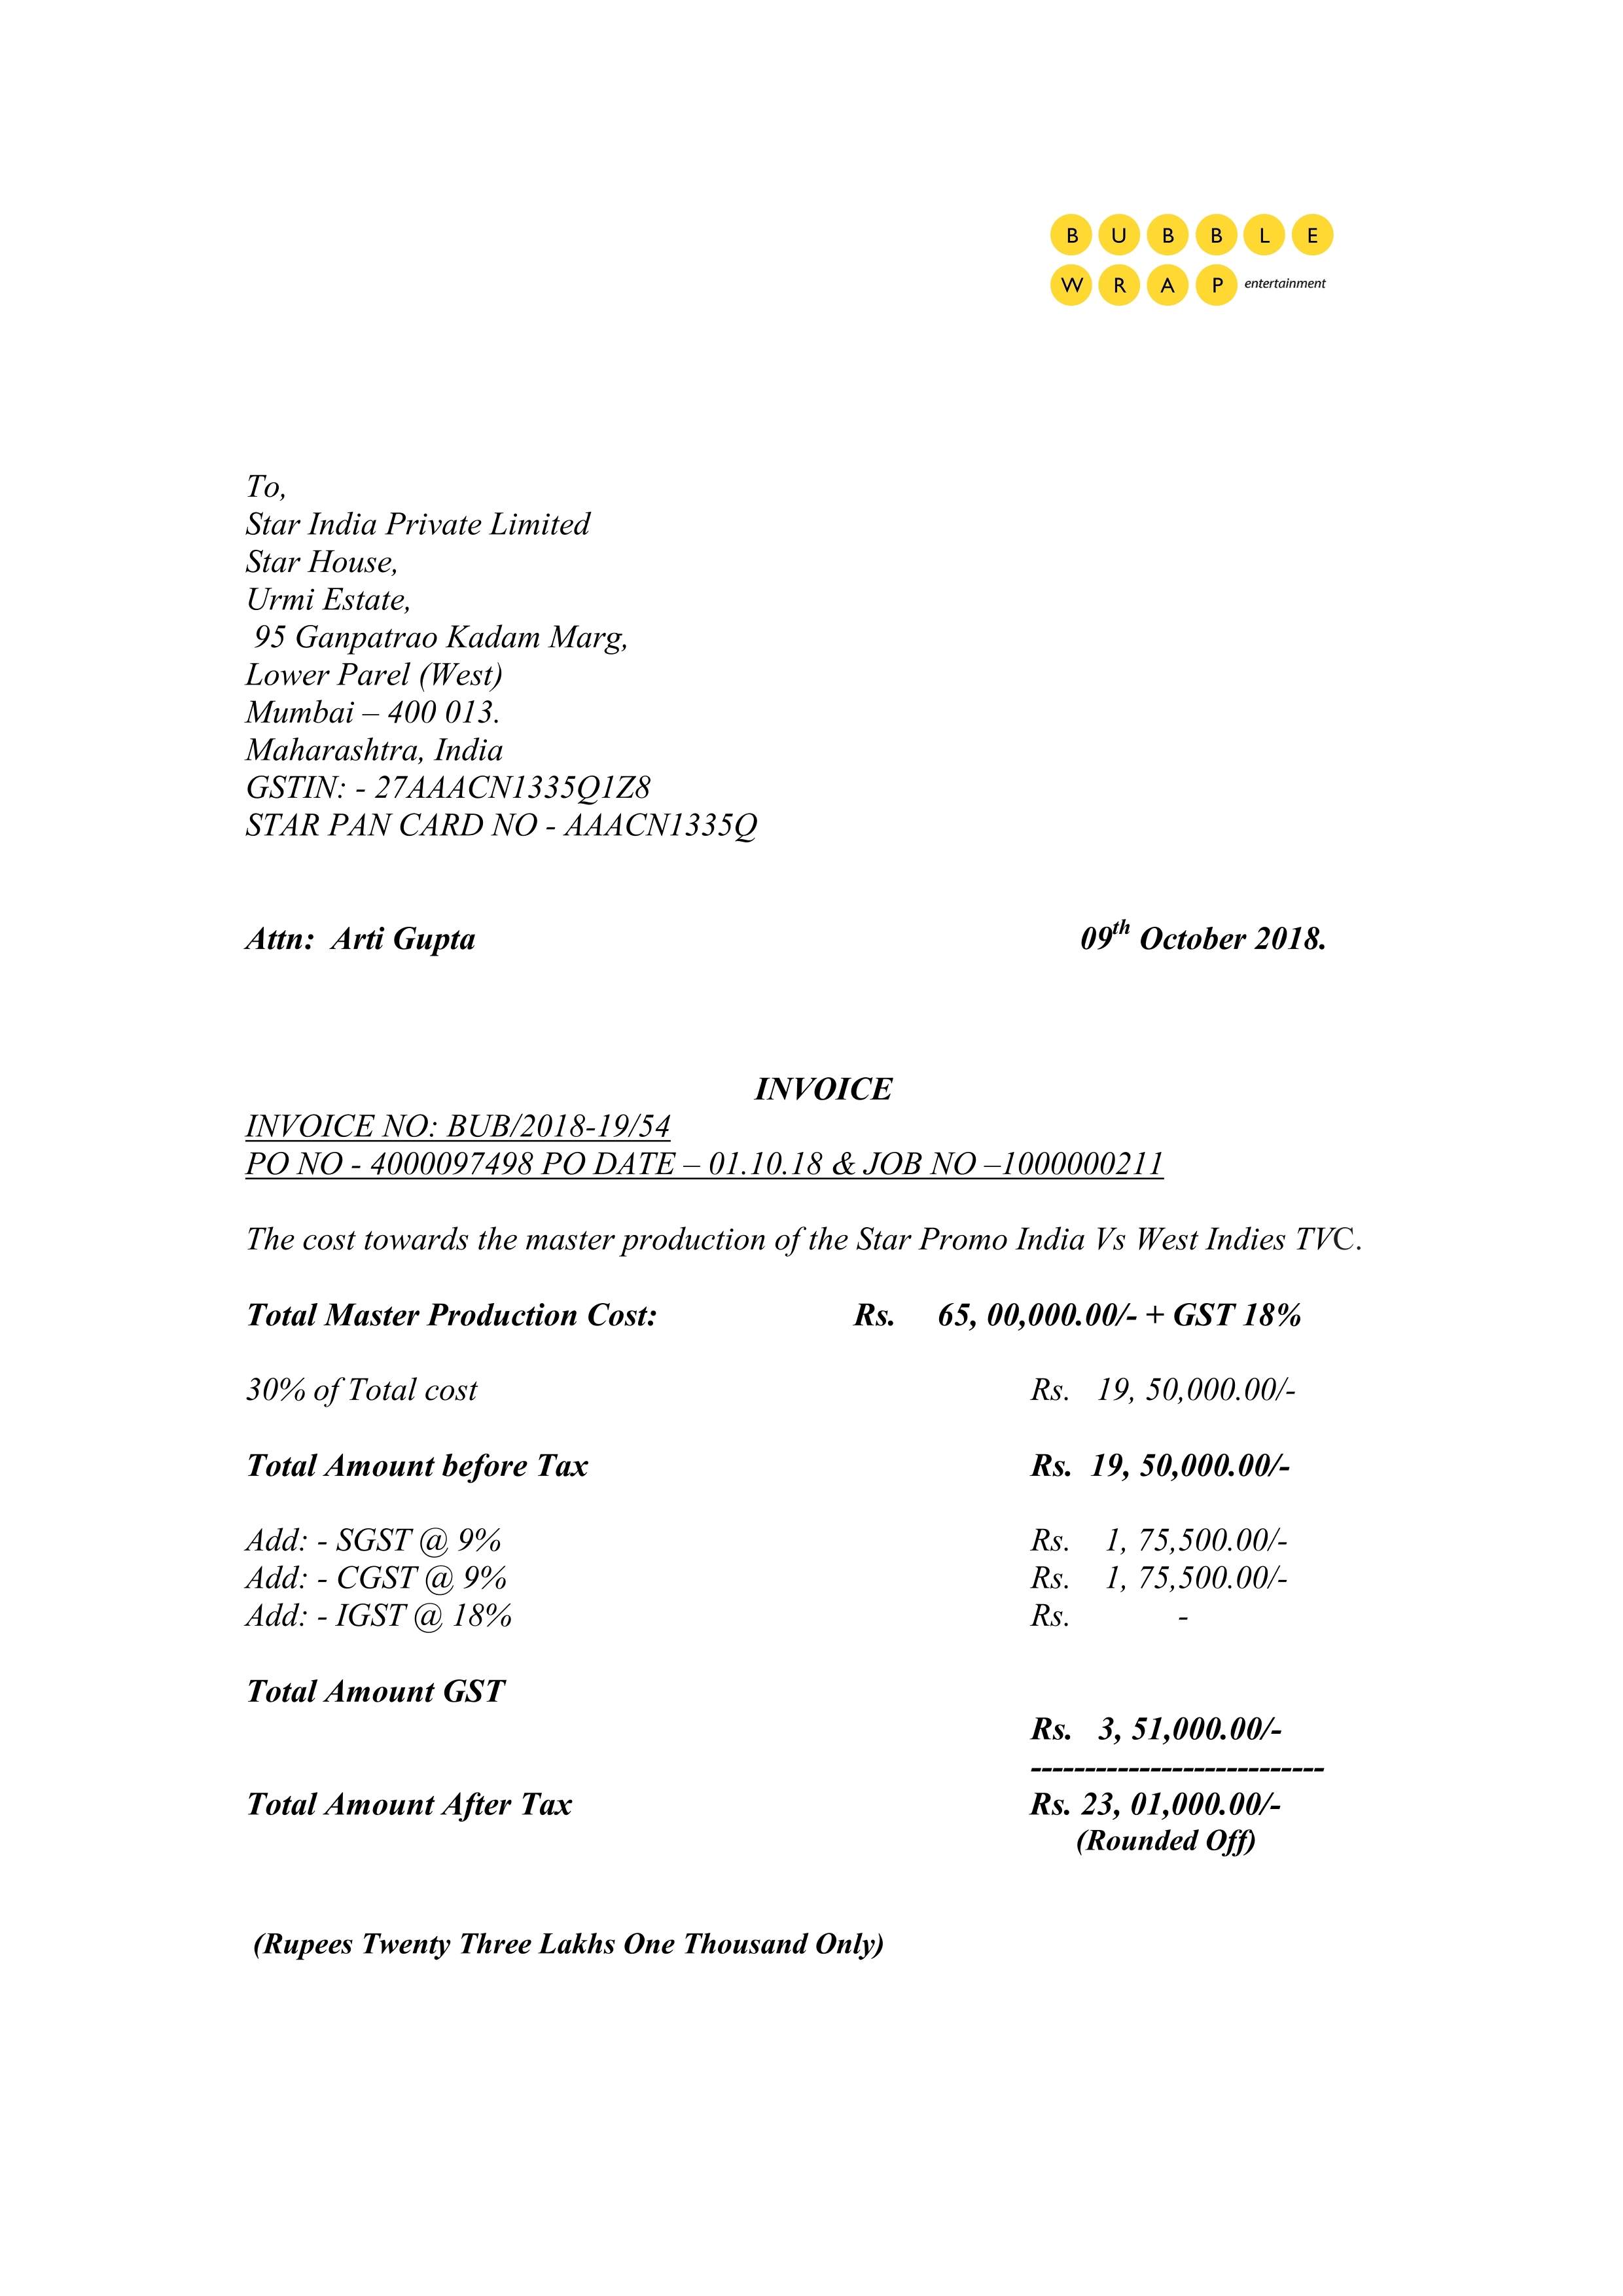 BUBBLE
WRAP entertainment
To,
Star India Private Limited
Star House,
Urmi Estate,
95 Ganpatrao Kadam Marg,
Lower Parel (West)
Mumbai – 400 013.
Maharashtra, India
GSTIN: - 27AAACN1335Q1Z8
STAR PAN CARD NO - AAACN1335Q
Attn: Arti Gupta 09th October 2018.
INVOICE
INVOICE NO: BUB/2018-19/54
PO NO - 4000097498 PO DATE – 01.10.18 & JOB NO –1000000211
The cost towards the master production of the Star Promo India Vs West Indies TVC.
Total Master Production Cost: Rs. 65, 00,000.00/- + GST 18%
30% of Total cost Rs. 19, 50,000.00/-
Total Amount before Tax Rs. 19, 50,000.00/-
Add: - SGST @ 9% Rs. 1, 75,500.00/-
Add: - CGST @ 9% Rs. 1, 75,500.00/-
Add: - IGST @ 18% Rs. -
Total Amount GST
Rs. 3, 51,000.00/-
---------------------------
Total Amount After Tax Rs. 23, 01,000.00/-
(Rounded Off)
(Rupees Twenty Three Lakhs One Thousand Only)